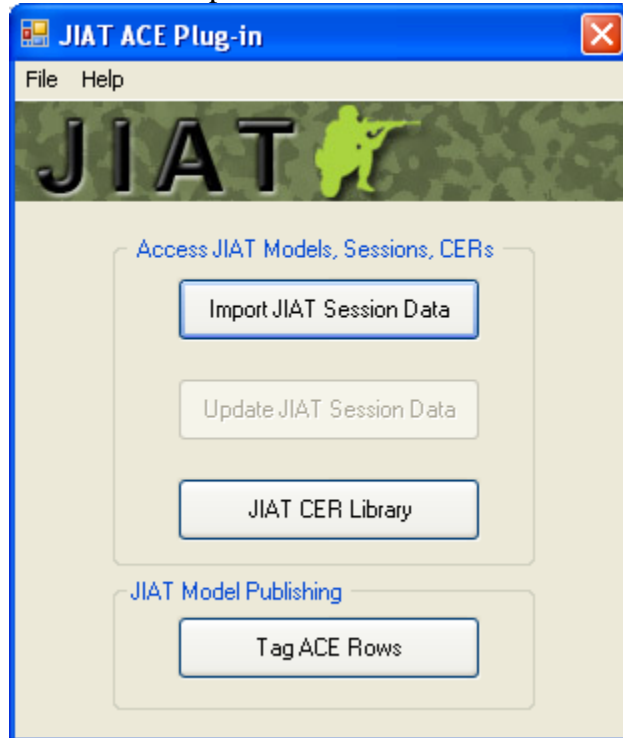 JIAT ACE Plug-in
File Help
JIAT
Access JIAT Models, Sessions, CERs
Import JIAT Session Data
Update JIAT Session Data
JIAT CER Library
JIAT Model Publishing
Tag ACE Rows